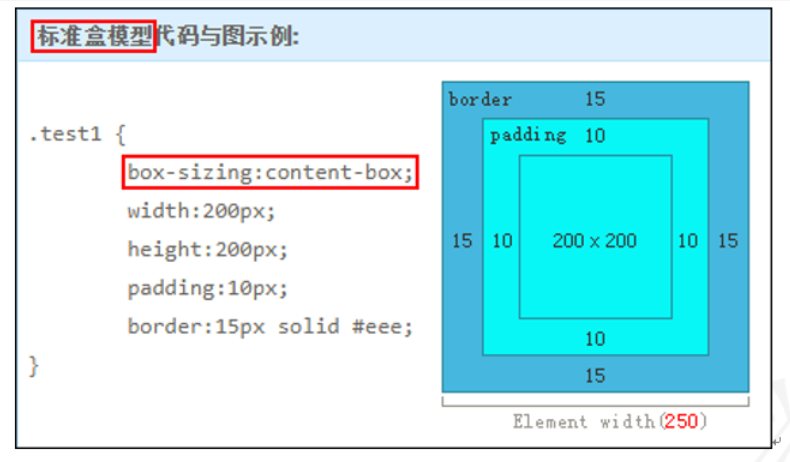 标准盒模型代码与图示例:
.test1 {
box-sizing:content-box;
width:200px;
height:200px;
padding:10px;
border:15px solid #eee;
}
border 15
padding 10
15 10 200×200 10 15
10
15
Element width(250)